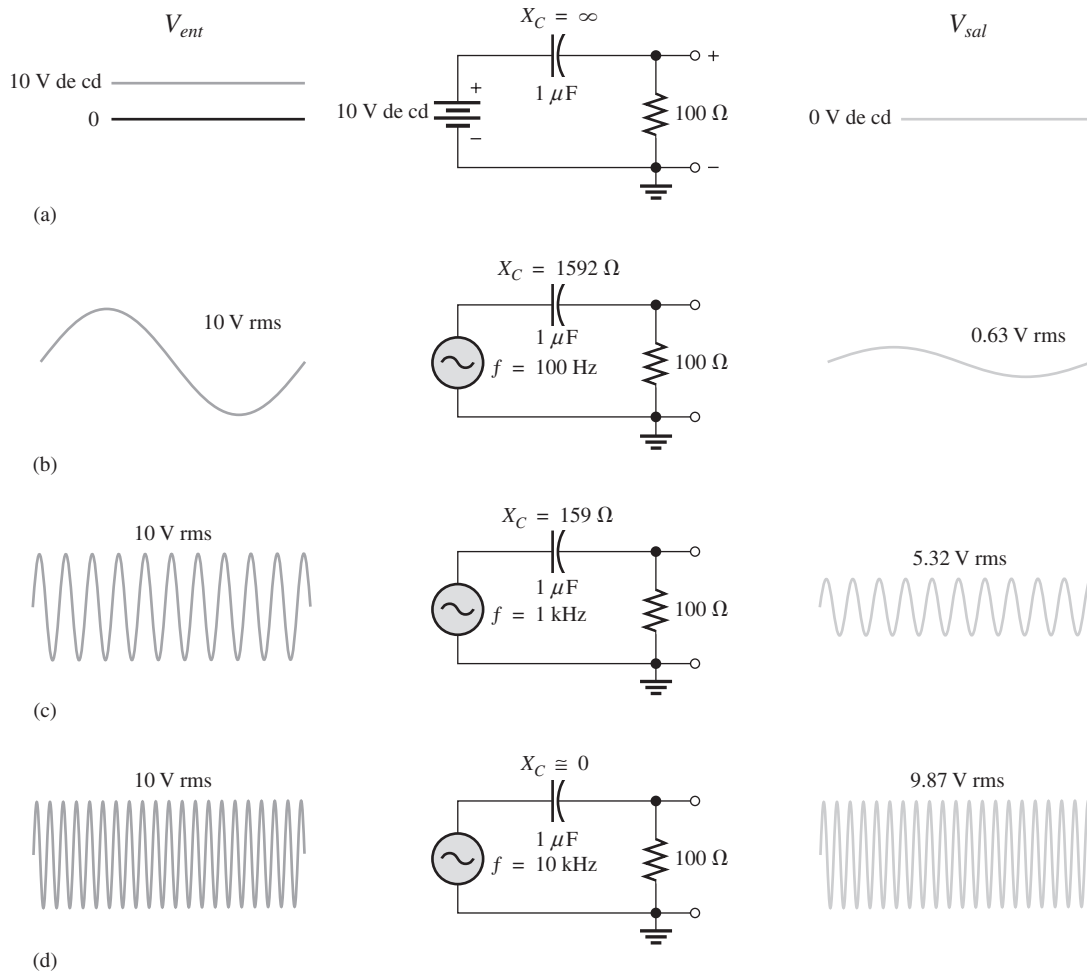 V_ent
X_C = ∞
V_sal
10 V de cd
0
+
1 μF
10 V de cd
+
−
100 Ω
+
−
0 V de cd
(a)
X_C = 1592 Ω
10 V rms
1 μF
f = 100 Hz
100 Ω
0.63 V rms
(b)
X_C = 159 Ω
10 V rms
1 μF
f = 1 kHz
100 Ω
5.32 V rms
(c)
X_C ≅ 0
10 V rms
1 μF
f = 10 kHz
100 Ω
9.87 V rms
(d)